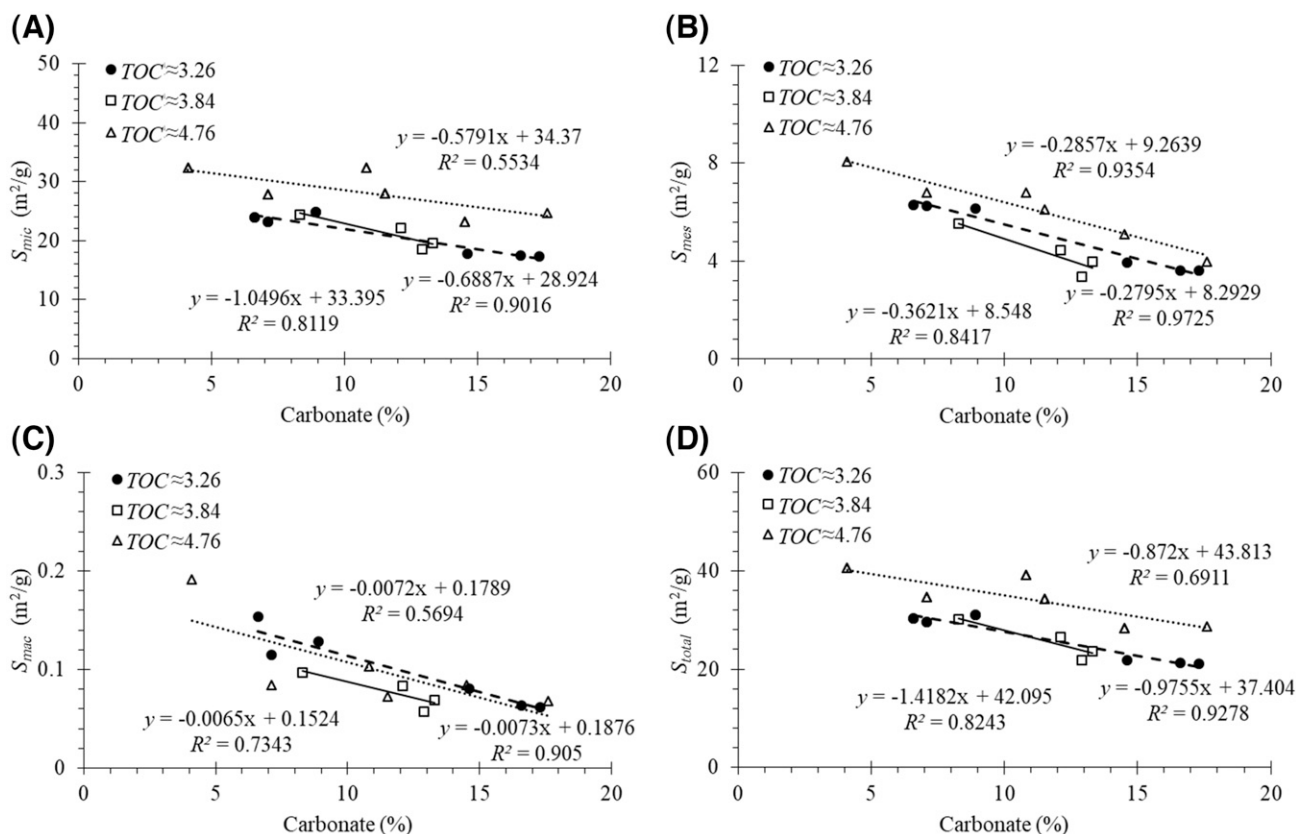 (A)
50
40
30
20
10
0
S_mic (m²/g)
● TOC≈3.26
□ TOC≈3.84
△ TOC≈4.76
y = -0.5791x + 34.37
R² = 0.5534
y = -0.6887x + 28.924
R² = 0.9016
y = -1.0496x + 33.395
R² = 0.8119
0 5 10 15 20
Carbonate (%)
(B)
12
8
4
0
S_mes (m²/g)
● TOC≈3.26
□ TOC≈3.84
△ TOC≈4.76
y = -0.2857x + 9.2639
R² = 0.9354
y = -0.2795x + 8.2929
R² = 0.9725
y = -0.3621x + 8.548
R² = 0.8417
0 5 10 15 20
Carbonate (%)
(C)
0.3
0.2
0.1
0
S_mac (m²/g)
● TOC≈3.26
□ TOC≈3.84
△ TOC≈4.76
y = -0.0072x + 0.1789
R² = 0.5694
y = -0.0065x + 0.1524
R² = 0.7343
y = -0.0073x + 0.1876
R² = 0.905
0 5 10 15 20
Carbonate (%)
(D)
60
40
20
0
S_total (m²/g)
● TOC≈3.26
□ TOC≈3.84
△ TOC≈4.76
y = -0.872x + 43.813
R² = 0.6911
y = -1.4182x + 42.095
R² = 0.8243
y = -0.9755x + 37.404
R² = 0.9278
0 5 10 15 20
Carbonate (%)